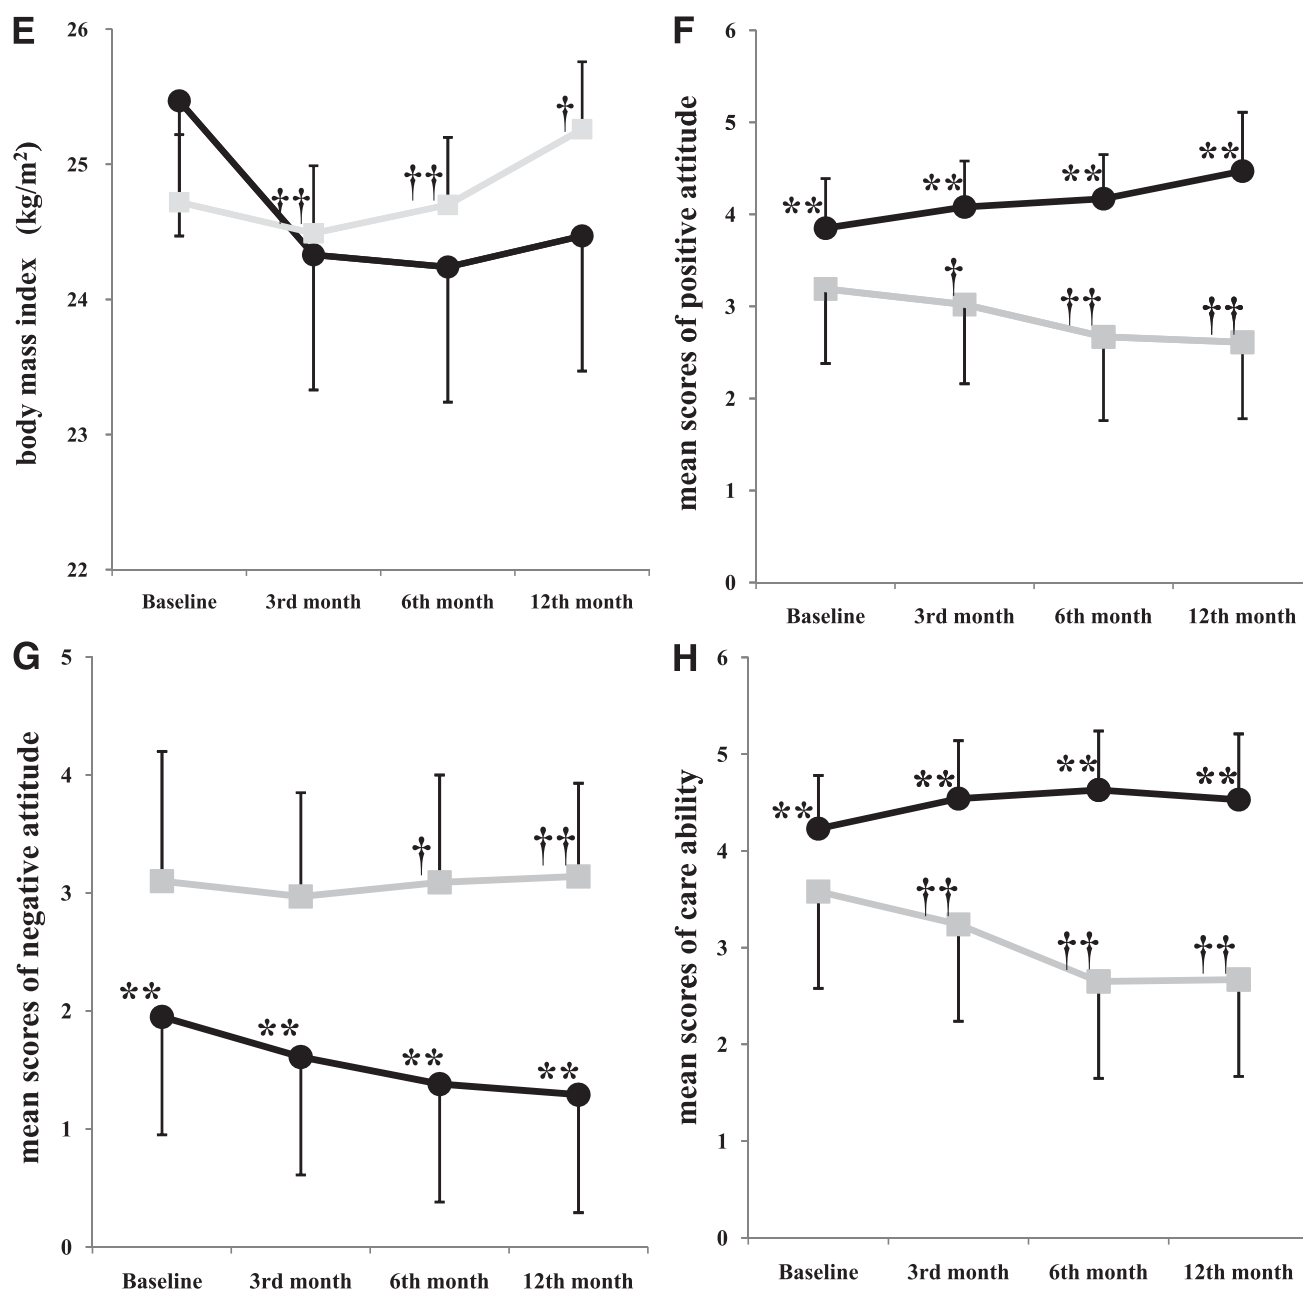 E
body mass index (kg/m²)
26
25
24
23
22
††
††
†
Baseline 3rd month 6th month 12th month
F
mean scores of positive attitude
6
5
4
3
2
1
0
** ** ** **
† †† ††
Baseline 3rd month 6th month 12th month
G
mean scores of negative attitude
5
4
3
2
1
0
† ††
** ** ** **
Baseline 3rd month 6th month 12th month
H
mean scores of care ability
6
5
4
3
2
1
0
** ** ** **
†† †† ††
Baseline 3rd month 6th month 12th month